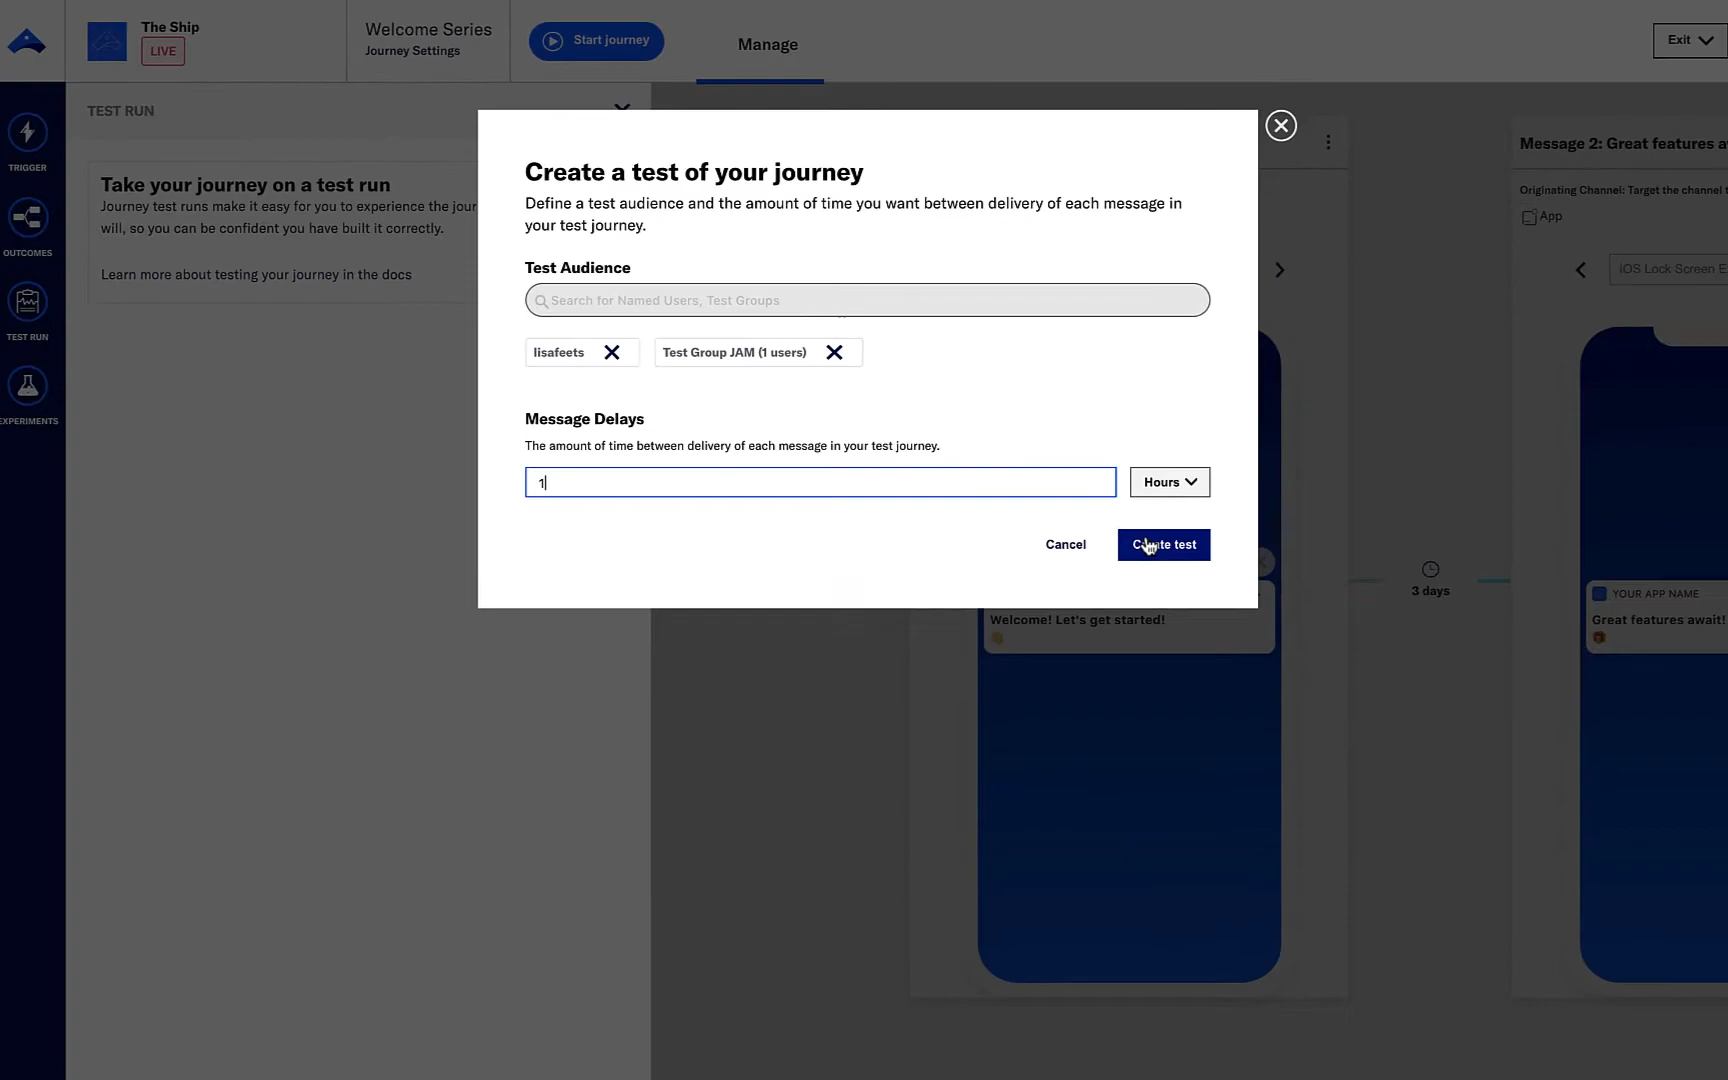 The Ship
LIVE
Welcome Series
Journey Settings
Start journey
Manage
Exit
TRIGGER
OUTCOMES
TEST RUN
EXPERIMENTS
TEST RUN
Take your journey on a test run
Journey test runs make it easy for you to experience the jour
will, so you can be confident you have built it correctly.
Learn more about testing your journey in the docs
Create a test of your journey
Define a test audience and the amount of time you want between delivery of each message in
your test journey.
Test Audience
Search for Named Users, Test Groups
lisafeets
Test Group JAM (1 users)
Message Delays
The amount of time between delivery of each message in your test journey.
1
Hours
Cancel
Create test
Welcome! Let's get started!
3 days
Message 2: Great features a
Originating Channel: Target the channel t
App
iOS Lock Screen E
YOUR APP NAME
Great features await!